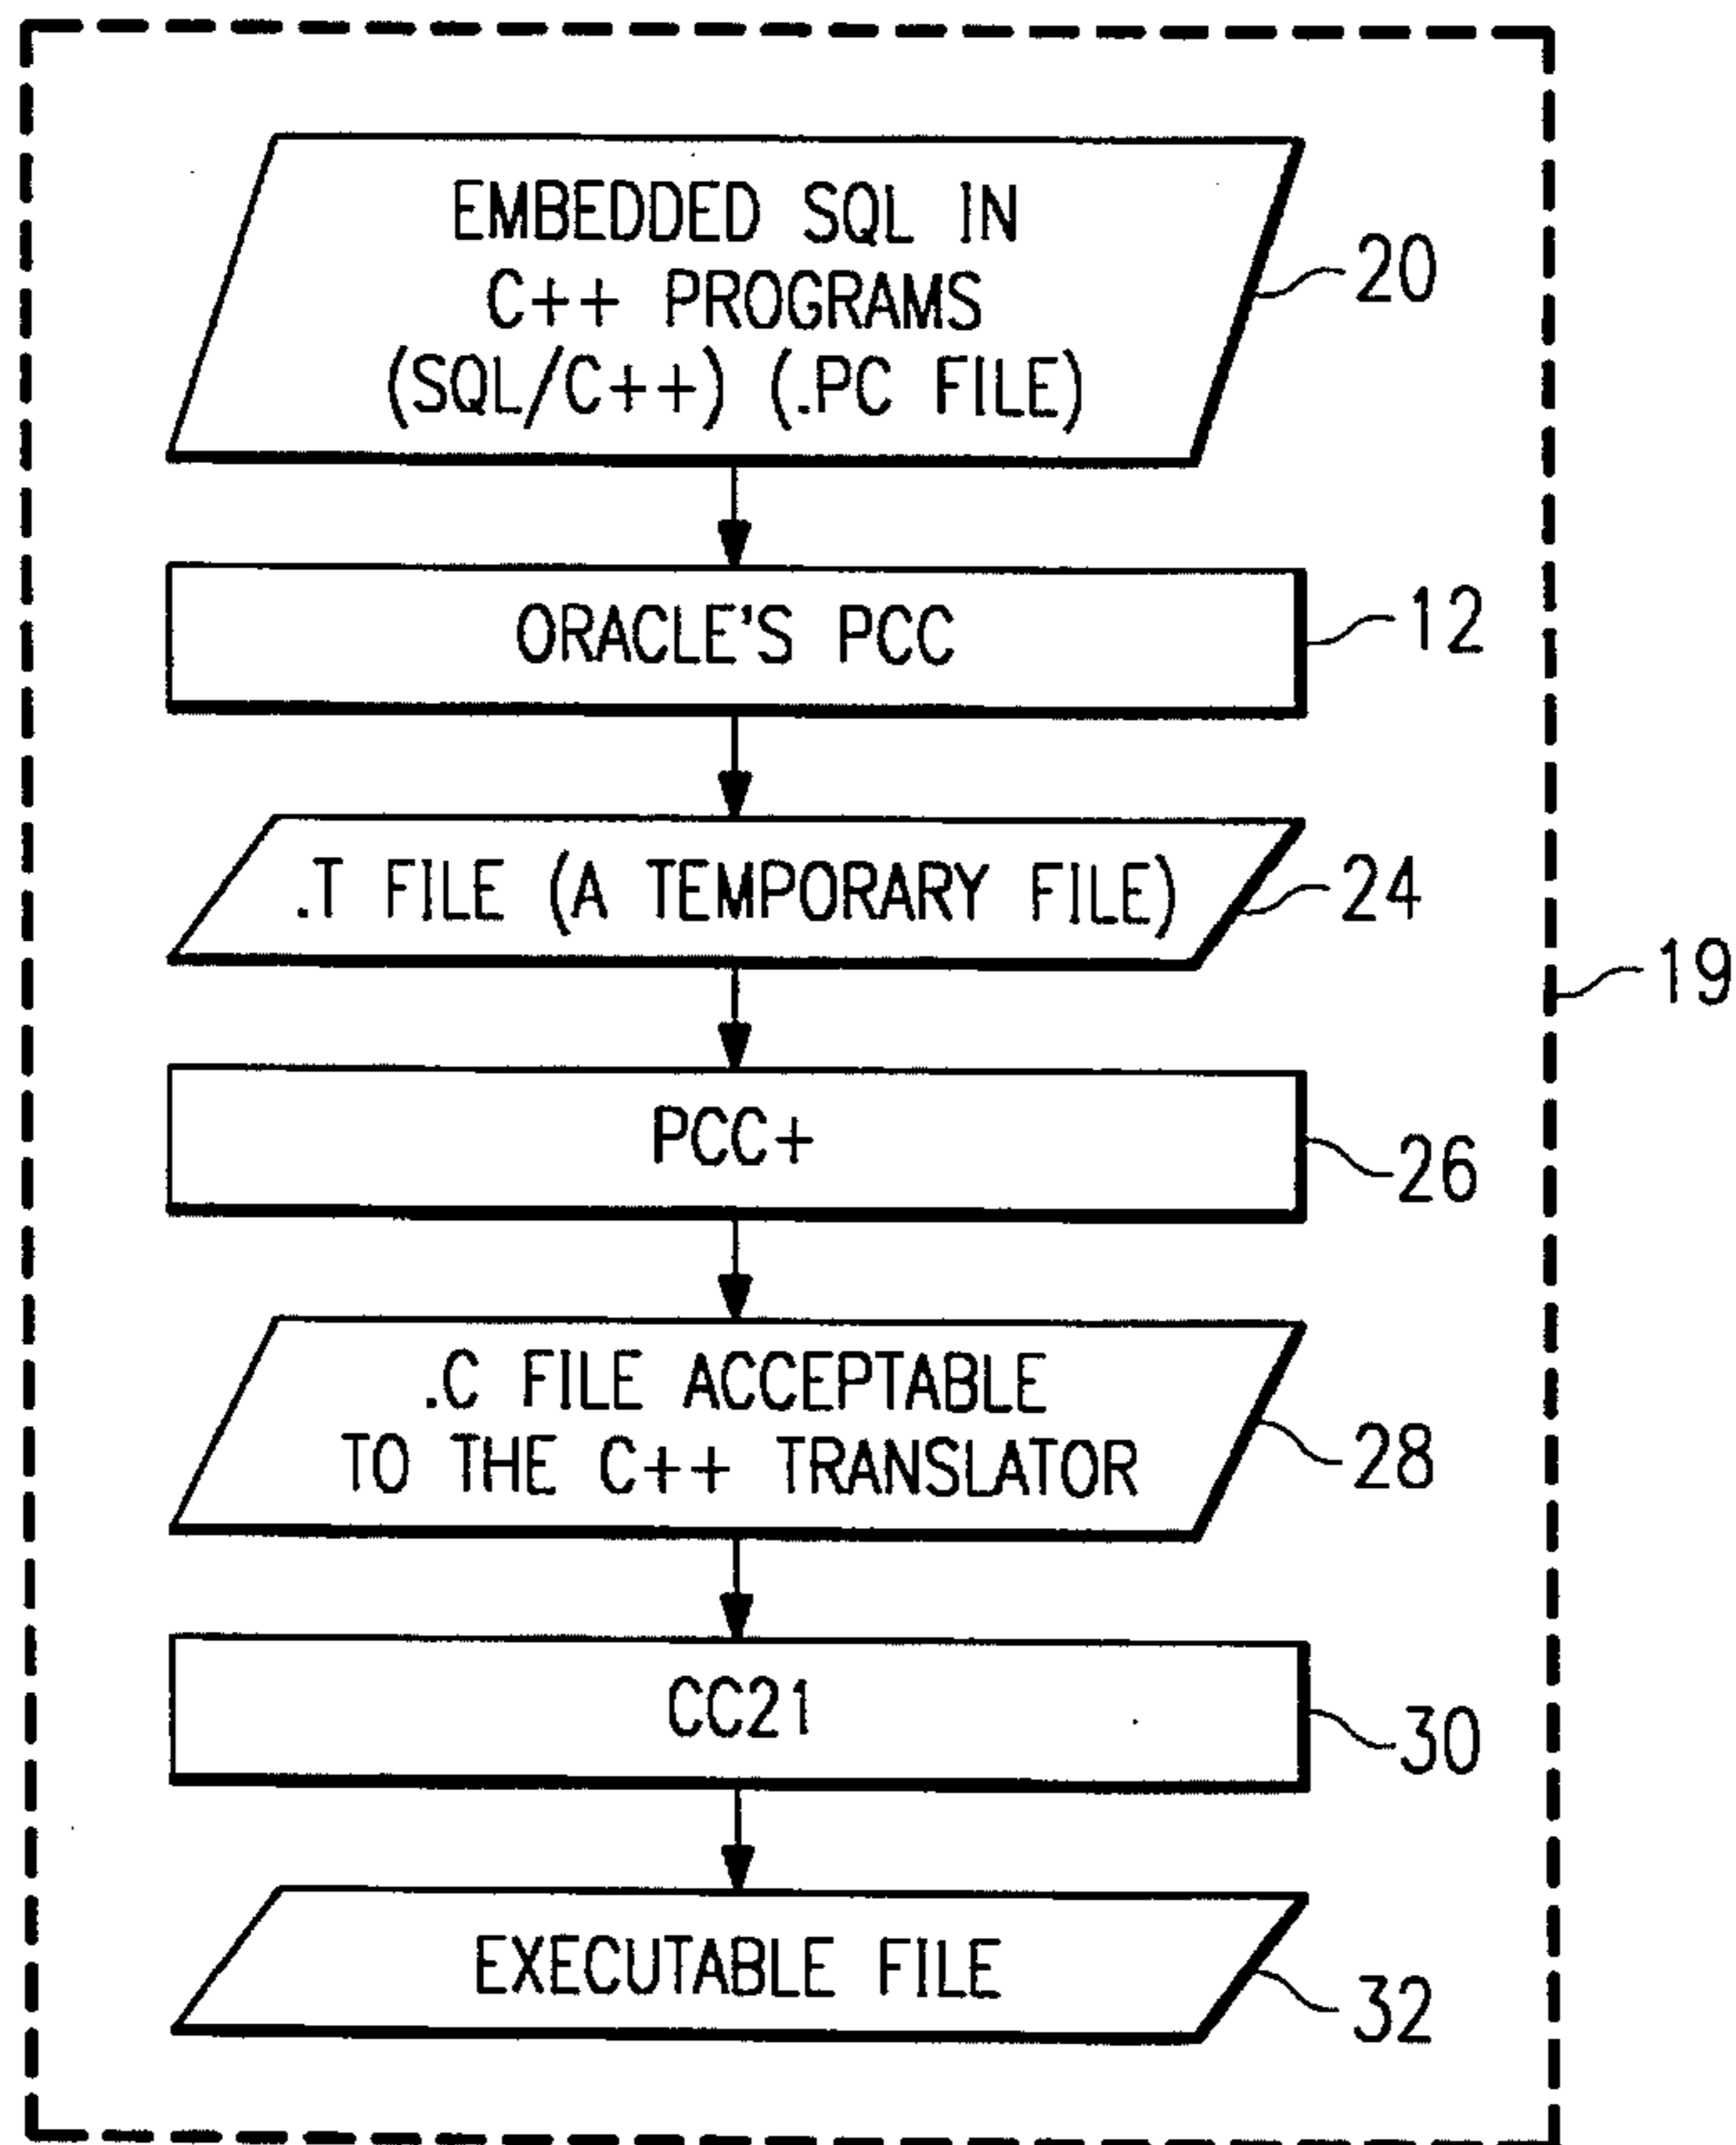 EMBEDDED SQL IN
C++ PROGRAMS
(SQL/C++) (.PC FILE)
20
ORACLE'S PCC
12
.T FILE (A TEMPORARY FILE)
24
19
PCC+
26
.C FILE ACCEPTABLE
TO THE C++ TRANSLATOR
28
CC21
30
EXECUTABLE FILE
32